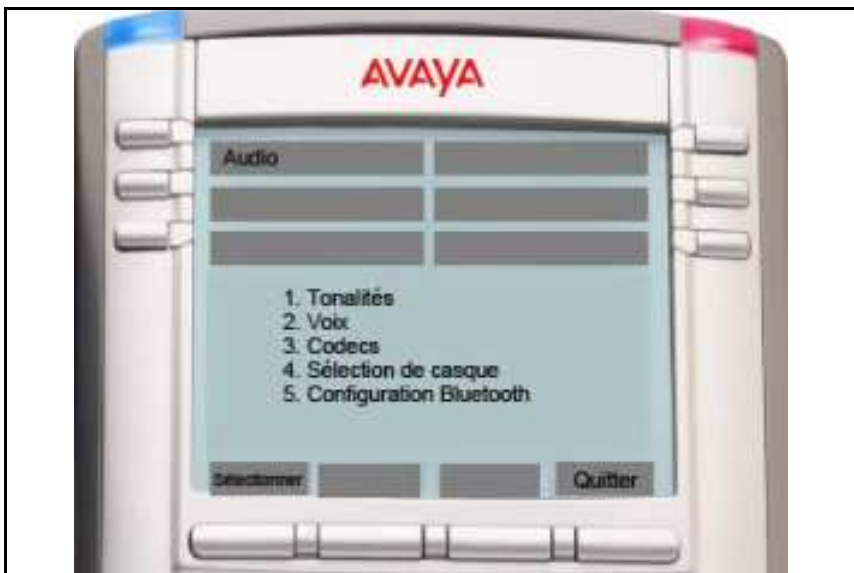 AVAYA
Audio
1. Tonalités
2. Voix
3. Codecs
4. Sélection de casque
5. Configuration Bluetooth
Sélectionner
Quitter